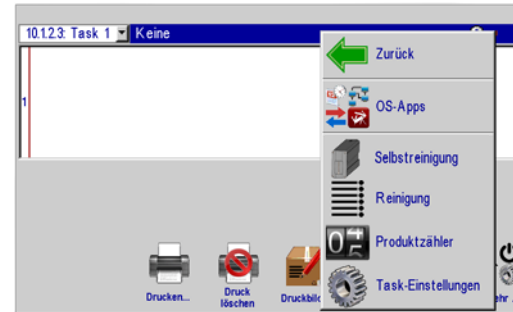 10.1.2.3: Task 1
Keine
1
Zurück
OS-Apps
Selbstreinigung
Reinigung
Produktzähler
Task-Einstellungen
Drucken...
Druck
löschen